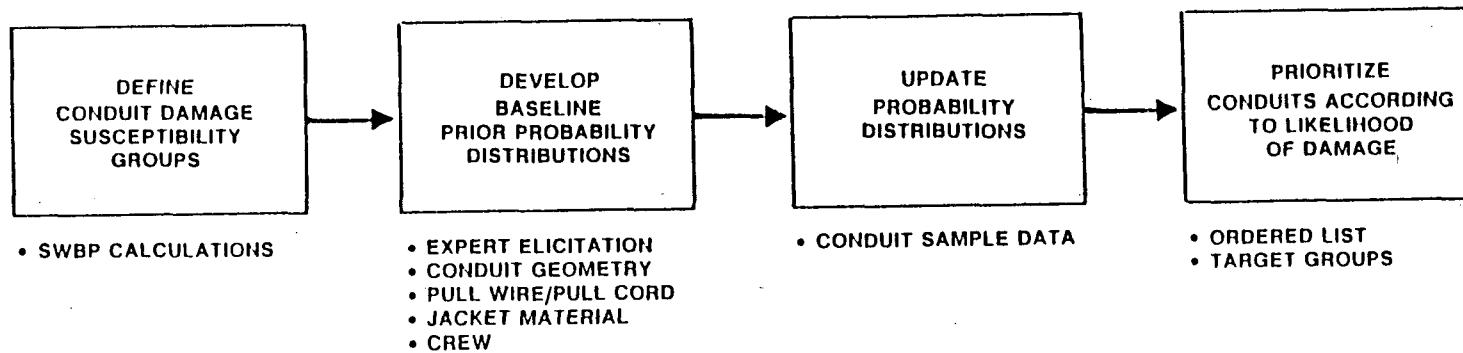 DEFINE
CONDUIT DAMAGE
SUSCEPTIBILITY
GROUPS
• SWBP CALCULATIONS
DEVELOP
BASELINE
PRIOR PROBABILITY
DISTRIBUTIONS
• EXPERT ELICITATION
• CONDUIT GEOMETRY
• PULL WIRE/PULL CORD
• JACKET MATERIAL
• CREW
UPDATE
PROBABILITY
DISTRIBUTIONS
• CONDUIT SAMPLE DATA
PRIORITIZE
CONDUITS ACCORDING
TO LIKELIHOOD
OF DAMAGE
• ORDERED LIST
• TARGET GROUPS